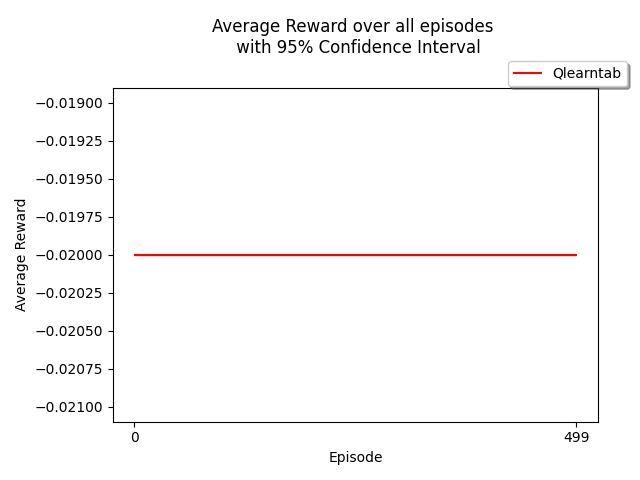 Average Reward over all episodes
with 95% Confidence Interval
Qlearntab
−0.01900
−0.01925
−0.01950
−0.01975
−0.02000
−0.02025
−0.02050
−0.02075
−0.02100
Average Reward
0
499
Episode